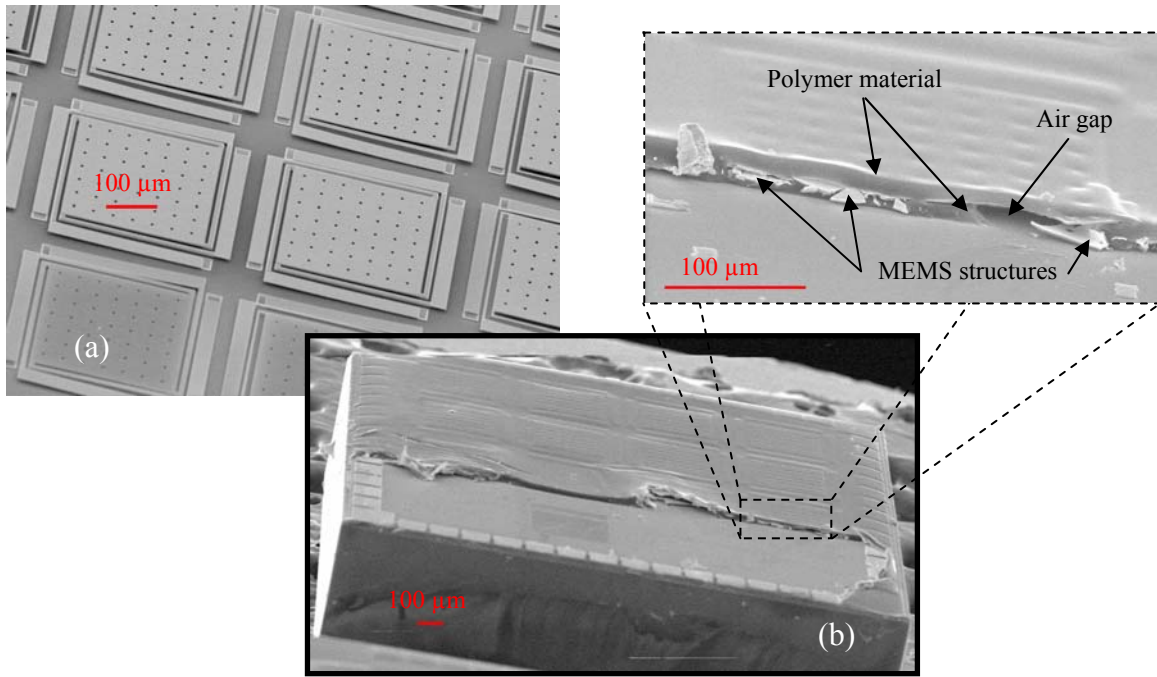 100 µm
(a)
Polymer material
Air gap
MEMS structures
100 µm
100 µm
(b)